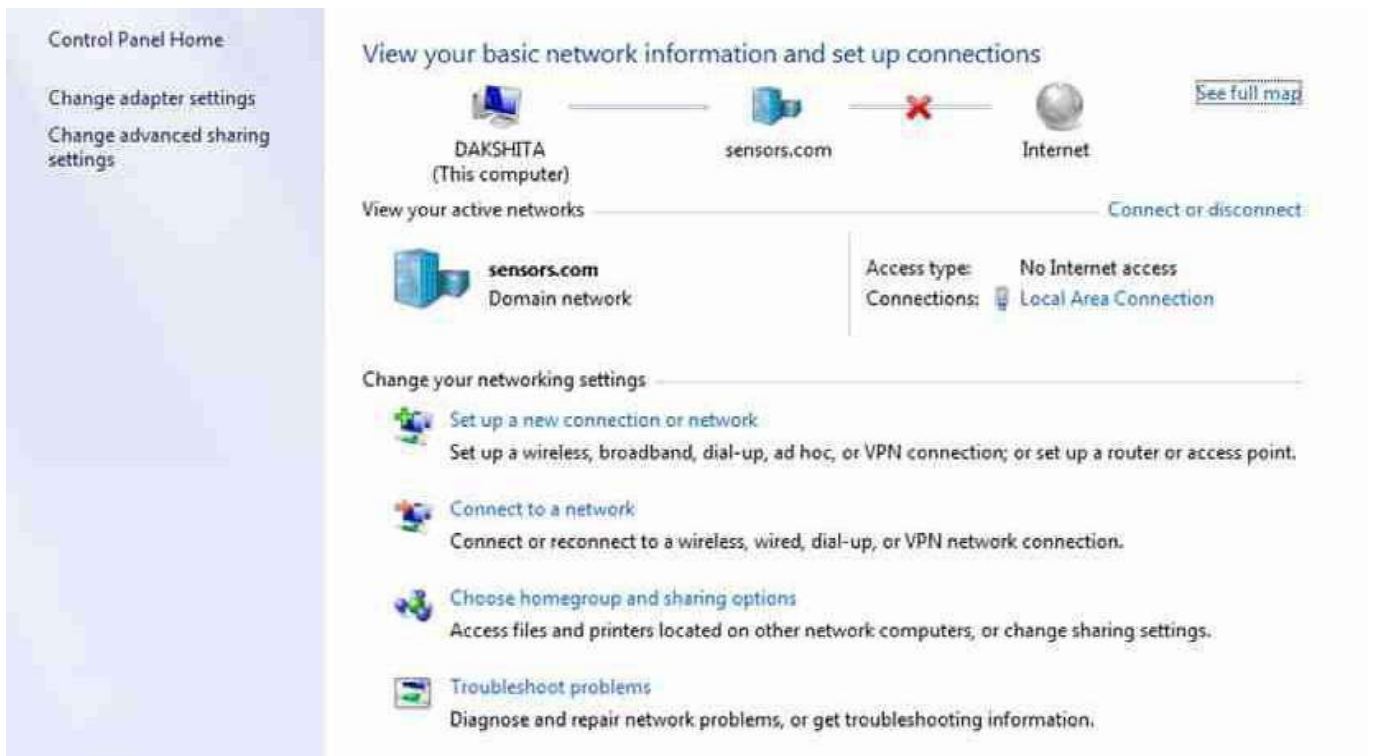 Control Panel Home
Change adapter settings
Change advanced sharing
settings
View your basic network information and set up connections
See full map
DAKSHITA
(This computer)
sensors.com
Internet
View your active networks
Connect or disconnect
sensors.com
Domain network
Access type: No Internet access
Connections: Local Area Connection
Change your networking settings
Set up a new connection or network
Set up a wireless, broadband, dial-up, ad hoc, or VPN connection; or set up a router or access point.
Connect to a network
Connect or reconnect to a wireless, wired, dial-up, or VPN network connection.
Choose homegroup and sharing options
Access files and printers located on other network computers, or change sharing settings.
Troubleshoot problems
Diagnose and repair network problems, or get troubleshooting information.